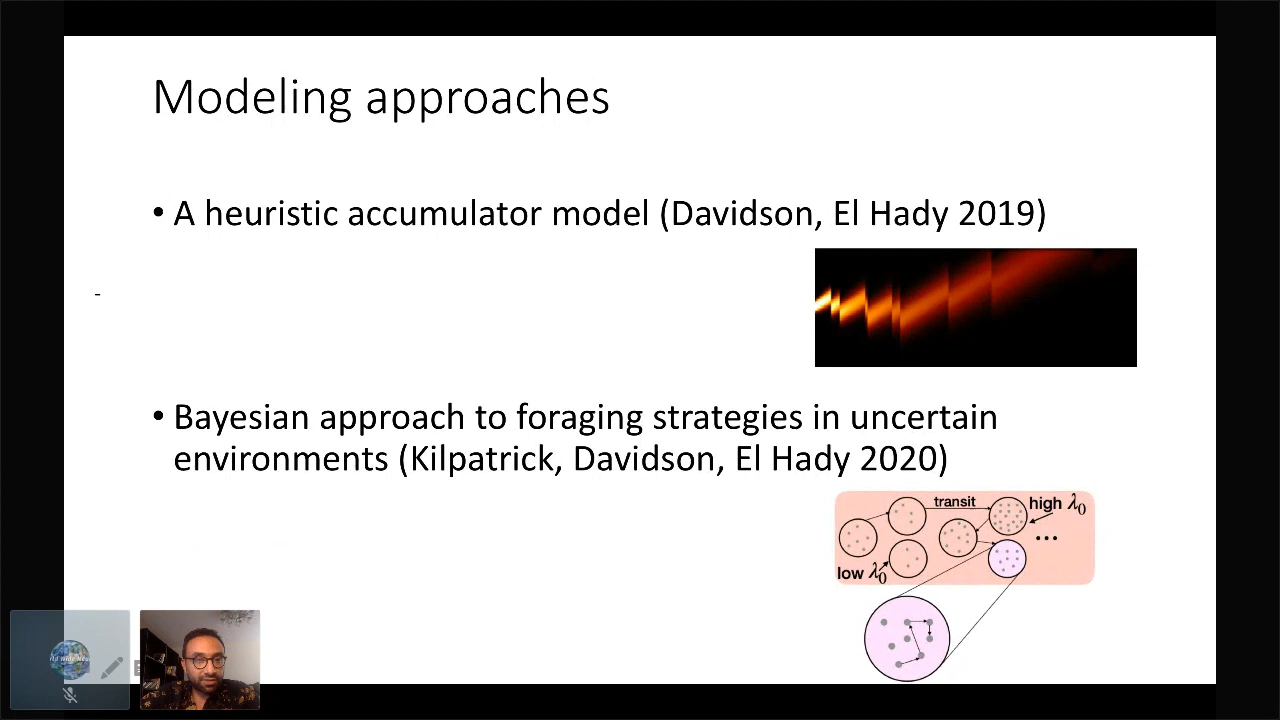 Modeling approaches
• A heuristic accumulator model (Davidson, El Hady 2019)
-
• Bayesian approach to foraging strategies in uncertain
environments (Kilpatrick, Davidson, El Hady 2020)
transit
high λ0
...
low λ0